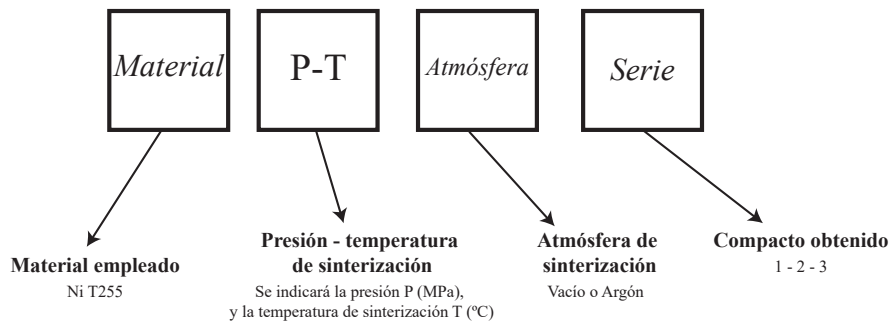 Material
P-T
Atmósfera
Serie
Material empleado
Ni T255
Presión - temperatura
de sinterización
Se indicará la presión P (MPa),
y la temperatura de sinterización T (ºC)
Atmósfera de
sinterización
Vacío o Argón
Compacto obtenido
1 - 2 - 3